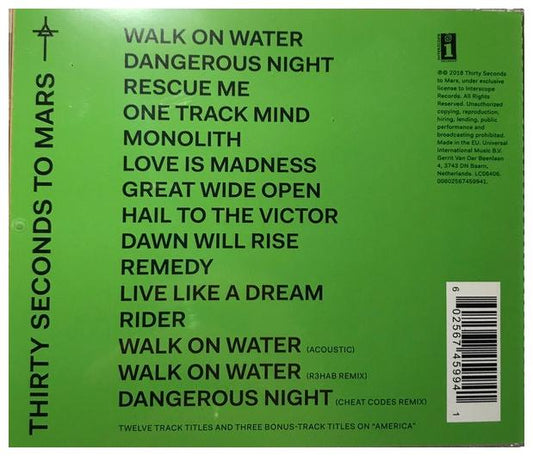 THIRTY SECONDS TO MARS
WALK ON WATER
DANGEROUS NIGHT
RESCUE ME
ONE TRACK MIND
MONOLITH
LOVE IS MADNESS
GREAT WIDE OPEN
HAIL TO THE VICTOR
DAWN WILL RISE
REMEDY
LIVE LIKE A DREAM
RIDER
WALK ON WATER (ACOUSTIC)
WALK ON WATER (R3HAB REMIX)
DANGEROUS NIGHT (CHEAT CODES REMIX)
TWELVE TRACK TITLES AND THREE BONUS-TRACK TITLES ON "AMERICA"
℗© 2018 Thirty Seconds
to Mars, under exclusive
license to Interscope
Records. All Rights
Reserved. Unauthorized
copying, reproduction,
hiring, lending, public
performance and
broadcasting prohibited.
Made in the EU. Universal
International Music B.V.
Gerrit Van Der Beenlaan
4, 3743 DN Baarn,
Netherlands. LC06406.
00602567459941.
6 02567 45994 1